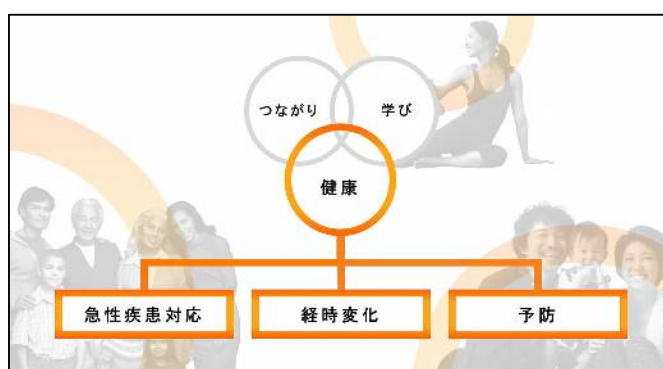 つながり
学び
健康
急性疾患対応
経時変化
予防